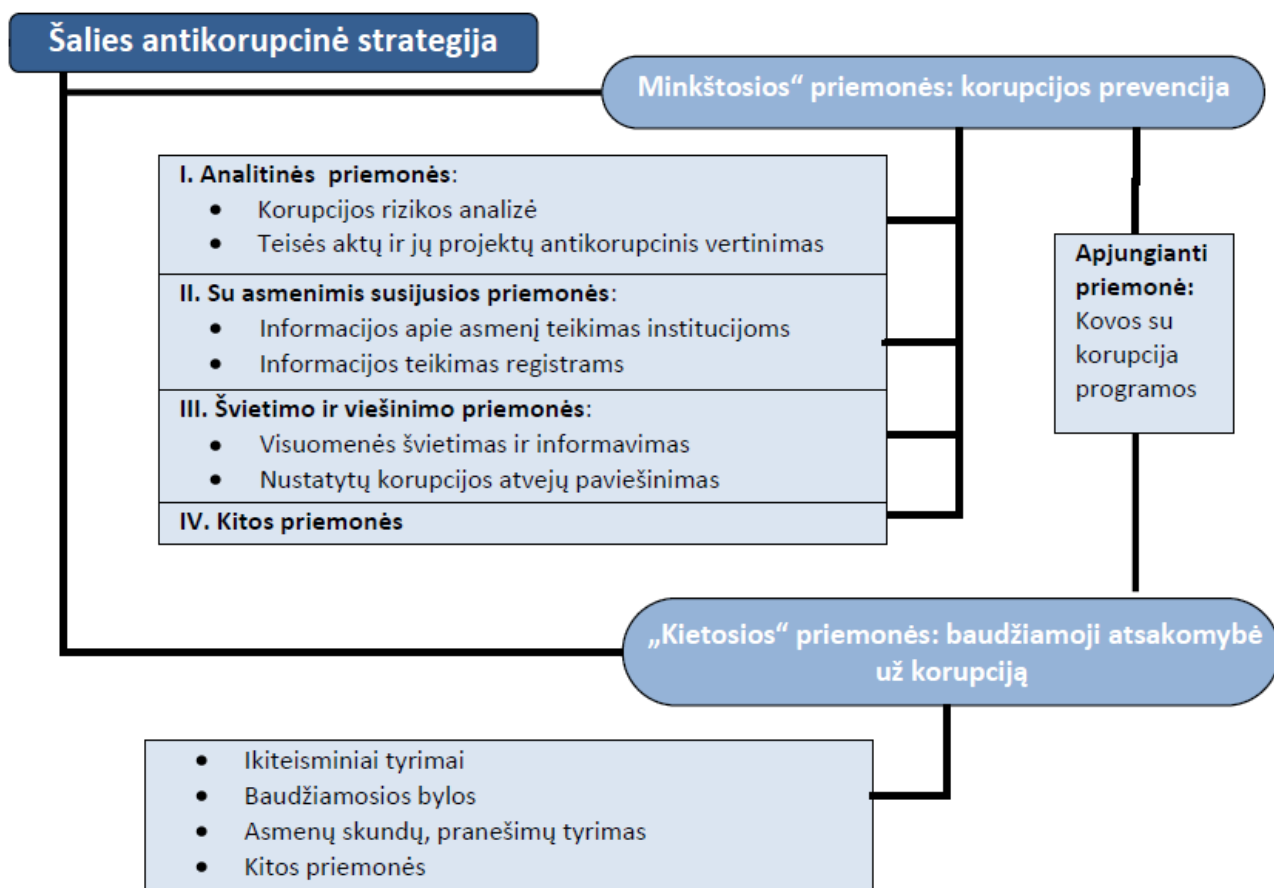 Šalies antikorupcinė strategija
Minkštosios“ priemonės: korupcijos prevencija
I. Analitinės priemonės:
• Korupcijos rizikos analizė
• Teisės aktų ir jų projektų antikorupcinis vertinimas
II. Su asmenimis susijusios priemonės:
• Informacijos apie asmenį teikimas institucijoms
• Informacijos teikimas registrams
III. Švietimo ir viešinimo priemonės:
• Visuomenės švietimas ir informavimas
• Nustatytų korupcijos atvejų paviešinimas
IV. Kitos priemonės
Apjungianti
priemonė:
Kovos su
korupcija
programos
„Kietosios“ priemonės: baudžiamoji atsakomybė
už korupciją
• Ikiteisminiai tyrimai
• Baudžiamosios bylos
• Asmenų skundų, pranešimų tyrimas
• Kitos priemonės